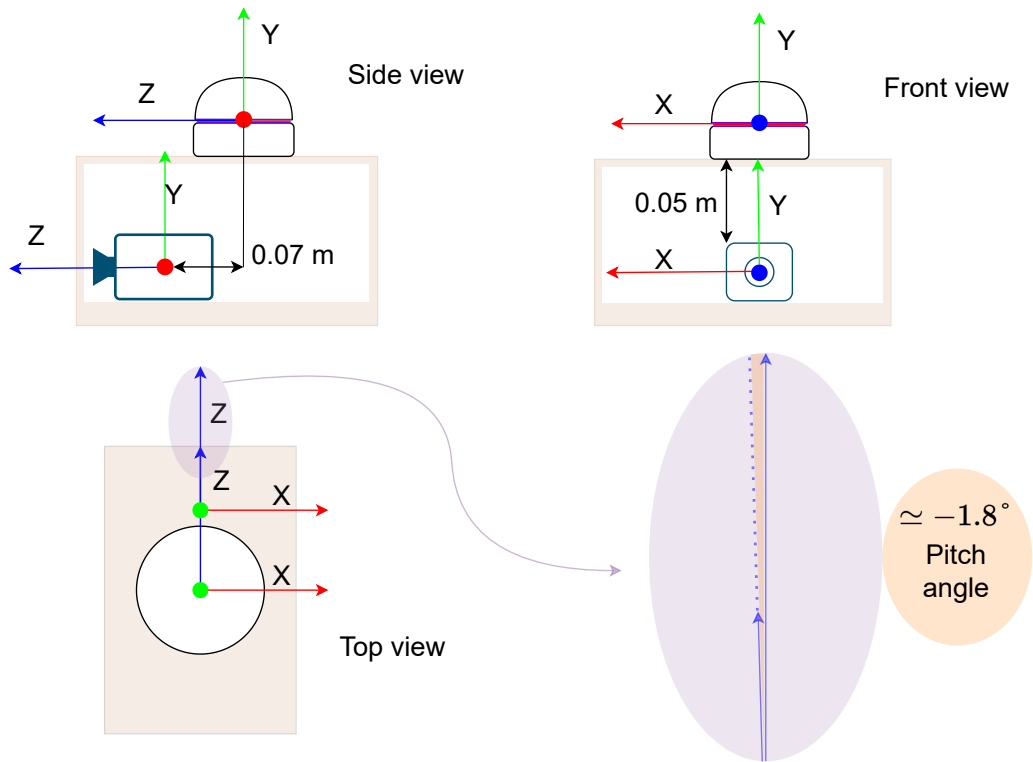 Y
Side view
Z
Y
Z
0.07 m
Y
Front view
X
0.05 m
Y
X
Z
Z
X
X
Top view
≃ −1.8°
Pitch
angle